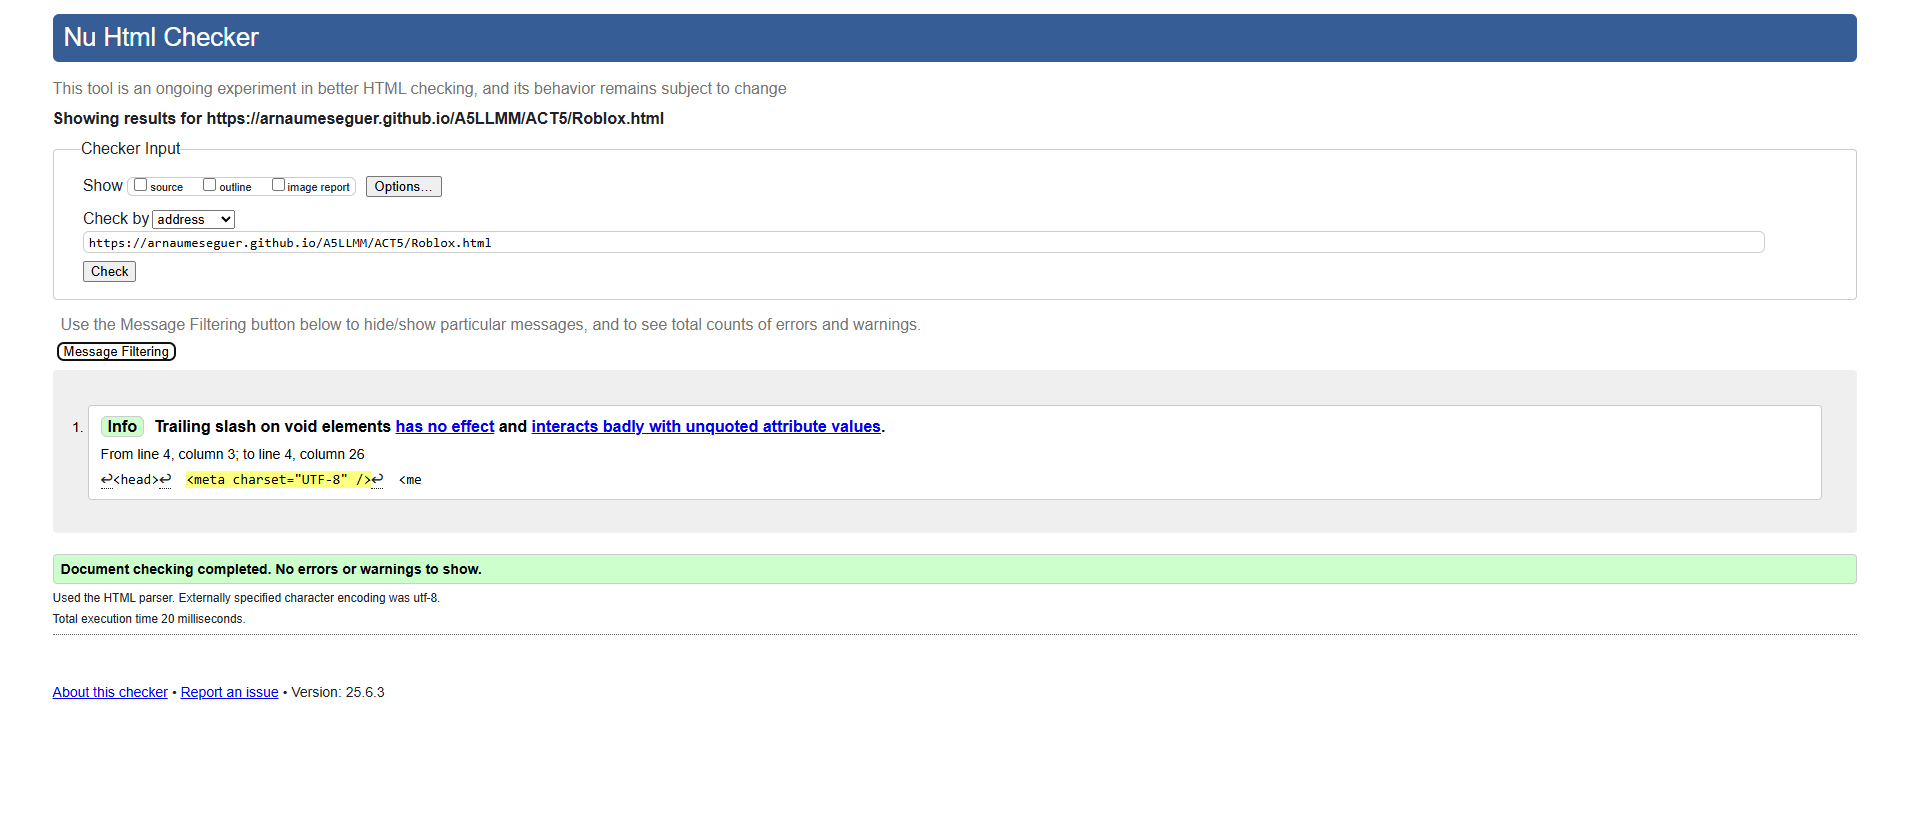 Nu Html Checker
This tool is an ongoing experiment in better HTML checking, and its behavior remains subject to change
Showing results for https://arnaumeseguer.github.io/A5LLMM/ACT5/Roblox.html
Checker Input
Show source outline image report Options...
Check by address
https://arnaumeseguer.github.io/A5LLMM/ACT5/Roblox.html
Check
Use the Message Filtering button below to hide/show particular messages, and to see total counts of errors and warnings.
Message Filtering
1. Info Trailing slash on void elements has no effect and interacts badly with unquoted attribute values.
From line 4, column 3; to line 4, column 26
↩<head>↩ <meta charset="UTF-8" />↩ <me
Document checking completed. No errors or warnings to show.
Used the HTML parser. Externally specified character encoding was utf-8.
Total execution time 20 milliseconds.
About this checker • Report an issue • Version: 25.6.3